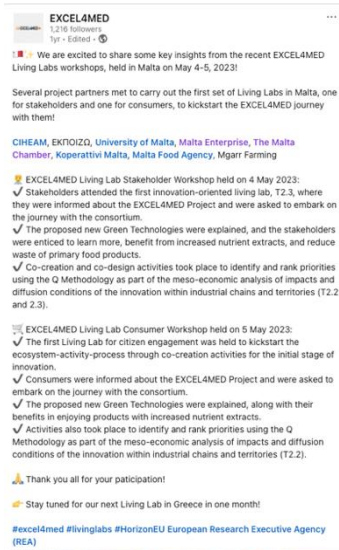 EXCEL4MED
1,216 followers
1yr • Edited •
We are excited to share some key insights from the recent EXCEL4MED
Living Labs workshops, held in Malta on May 4-5, 2023!
Several project partners met to carry out the first set of Living Labs in Malta, one
for stakeholders and one for consumers, to kickstart the EXCEL4MED journey
with them!
CIHEAM, ΕΚΠΟΙΖΩ, University of Malta, Malta Enterprise, The Malta
Chamber, Koperattivi Malta, Malta Food Agency, Mgarr Farming
EXCEL4MED Living Lab Stakeholder Workshop held on 4 May 2023:
✔ Stakeholders attended the first innovation-oriented living lab, T2.3, where
they were informed about the EXCEL4MED Project and were asked to embark on
the journey with the consortium.
✔ The proposed new Green Technologies were explained, and the stakeholders
were enticed to learn more, benefit from increased nutrient extracts, and reduce
waste of primary food products.
✔ Co-creation and co-design activities took place to identify and rank priorities
using the Q Methodology as part of the meso-economic analysis of impacts and
diffusion conditions of the innovation within industrial chains and territories (T2.2
and 2.3).
🛒 EXCEL4MED Living Lab Consumer Workshop held on 5 May 2023:
✔ The first Living Lab for citizen engagement was held to kickstart the
ecosystem-activity-process through co-creation activities for the initial stage of
innovation.
✔ Consumers were informed about the EXCEL4MED Project and were asked to
embark on the journey with the consortium.
✔ The proposed new Green Technologies were explained, along with their
benefits in enjoying products with increased nutrient extracts.
✔ Activities also took place to identify and rank priorities using the Q
Methodology as part of the meso-economic analysis of impacts and diffusion
conditions of the innovation within industrial chains and territories (T2.2).
🙏 Thank you all for your paticipation!
👉 Stay tuned for our next Living Lab in Greece in one month!
#excel4med #livinglabs #HorizonEU European Research Executive Agency
(REA)